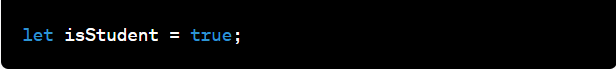 let isStudent = true;